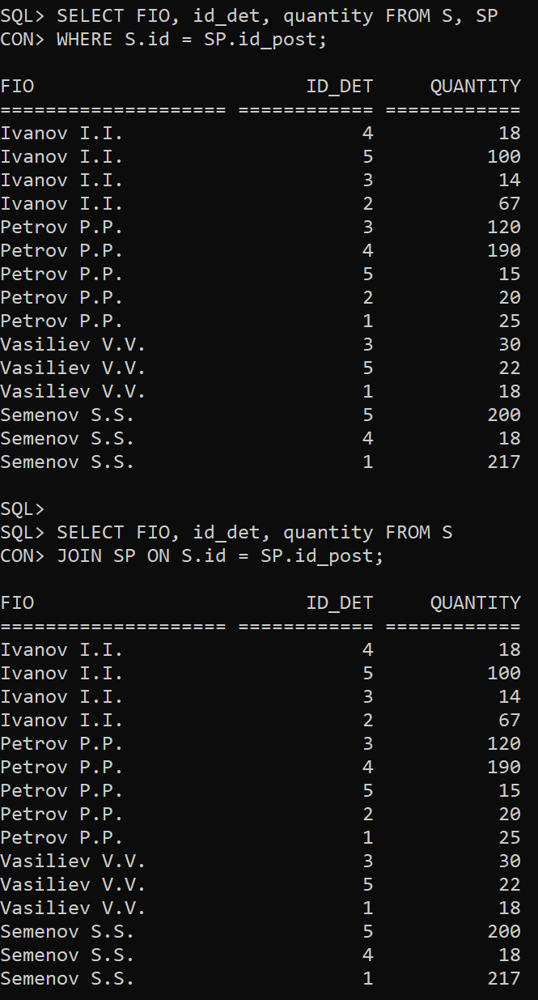 SQL> SELECT FIO, id_det, quantity FROM S, SP
CON> WHERE S.id = SP.id_post;
FIO ID_DET QUANTITY
==================== ============ ============
Ivanov I.I. 4 18
Ivanov I.I. 5 100
Ivanov I.I. 3 14
Ivanov I.I. 2 67
Petrov P.P. 3 120
Petrov P.P. 4 190
Petrov P.P. 5 15
Petrov P.P. 2 20
Petrov P.P. 1 25
Vasiliev V.V. 3 30
Vasiliev V.V. 5 22
Vasiliev V.V. 1 18
Semenov S.S. 5 200
Semenov S.S. 4 18
Semenov S.S. 1 217
SQL>
SQL> SELECT FIO, id_det, quantity FROM S
CON> JOIN SP ON S.id = SP.id_post;
FIO ID_DET QUANTITY
==================== ============ ============
Ivanov I.I. 4 18
Ivanov I.I. 5 100
Ivanov I.I. 3 14
Ivanov I.I. 2 67
Petrov P.P. 3 120
Petrov P.P. 4 190
Petrov P.P. 5 15
Petrov P.P. 2 20
Petrov P.P. 1 25
Vasiliev V.V. 3 30
Vasiliev V.V. 5 22
Vasiliev V.V. 1 18
Semenov S.S. 5 200
Semenov S.S. 4 18
Semenov S.S. 1 217